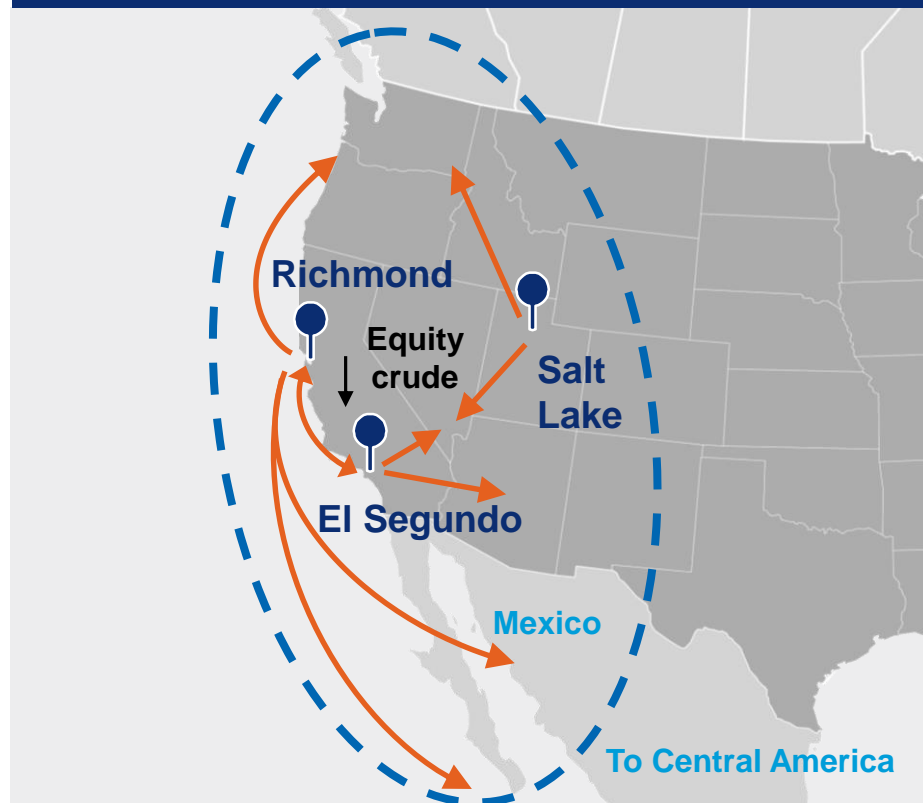 Richmond
Equity
crude
Salt
Lake
El Segundo
Mexico
To Central America